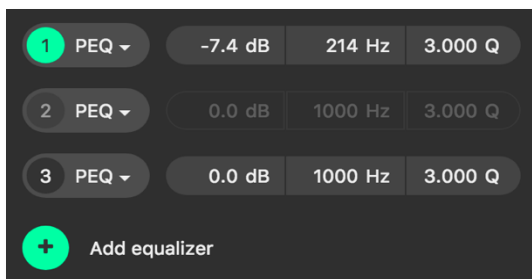 1 PEQ -7.4 dB 214 Hz 3.000 Q
2 PEQ 0.0 dB 1000 Hz 3.000 Q
3 PEQ 0.0 dB 1000 Hz 3.000 Q
+ Add equalizer